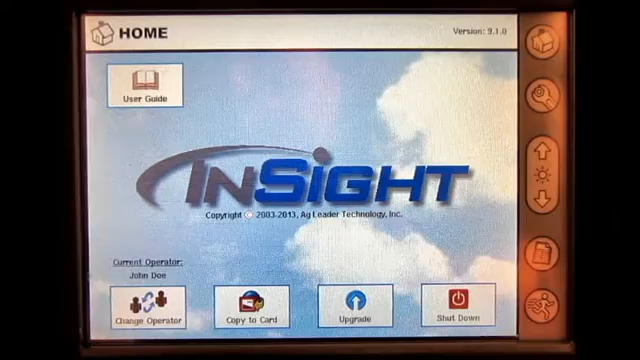 HOME
Version: 9.1.0
User Guide
INSIGHT
Copyright © 2003-2013, Ag Leader Technology, Inc.
Current Operator:
John Doe
Change Operator
Copy to Card
Upgrade
Shut Down